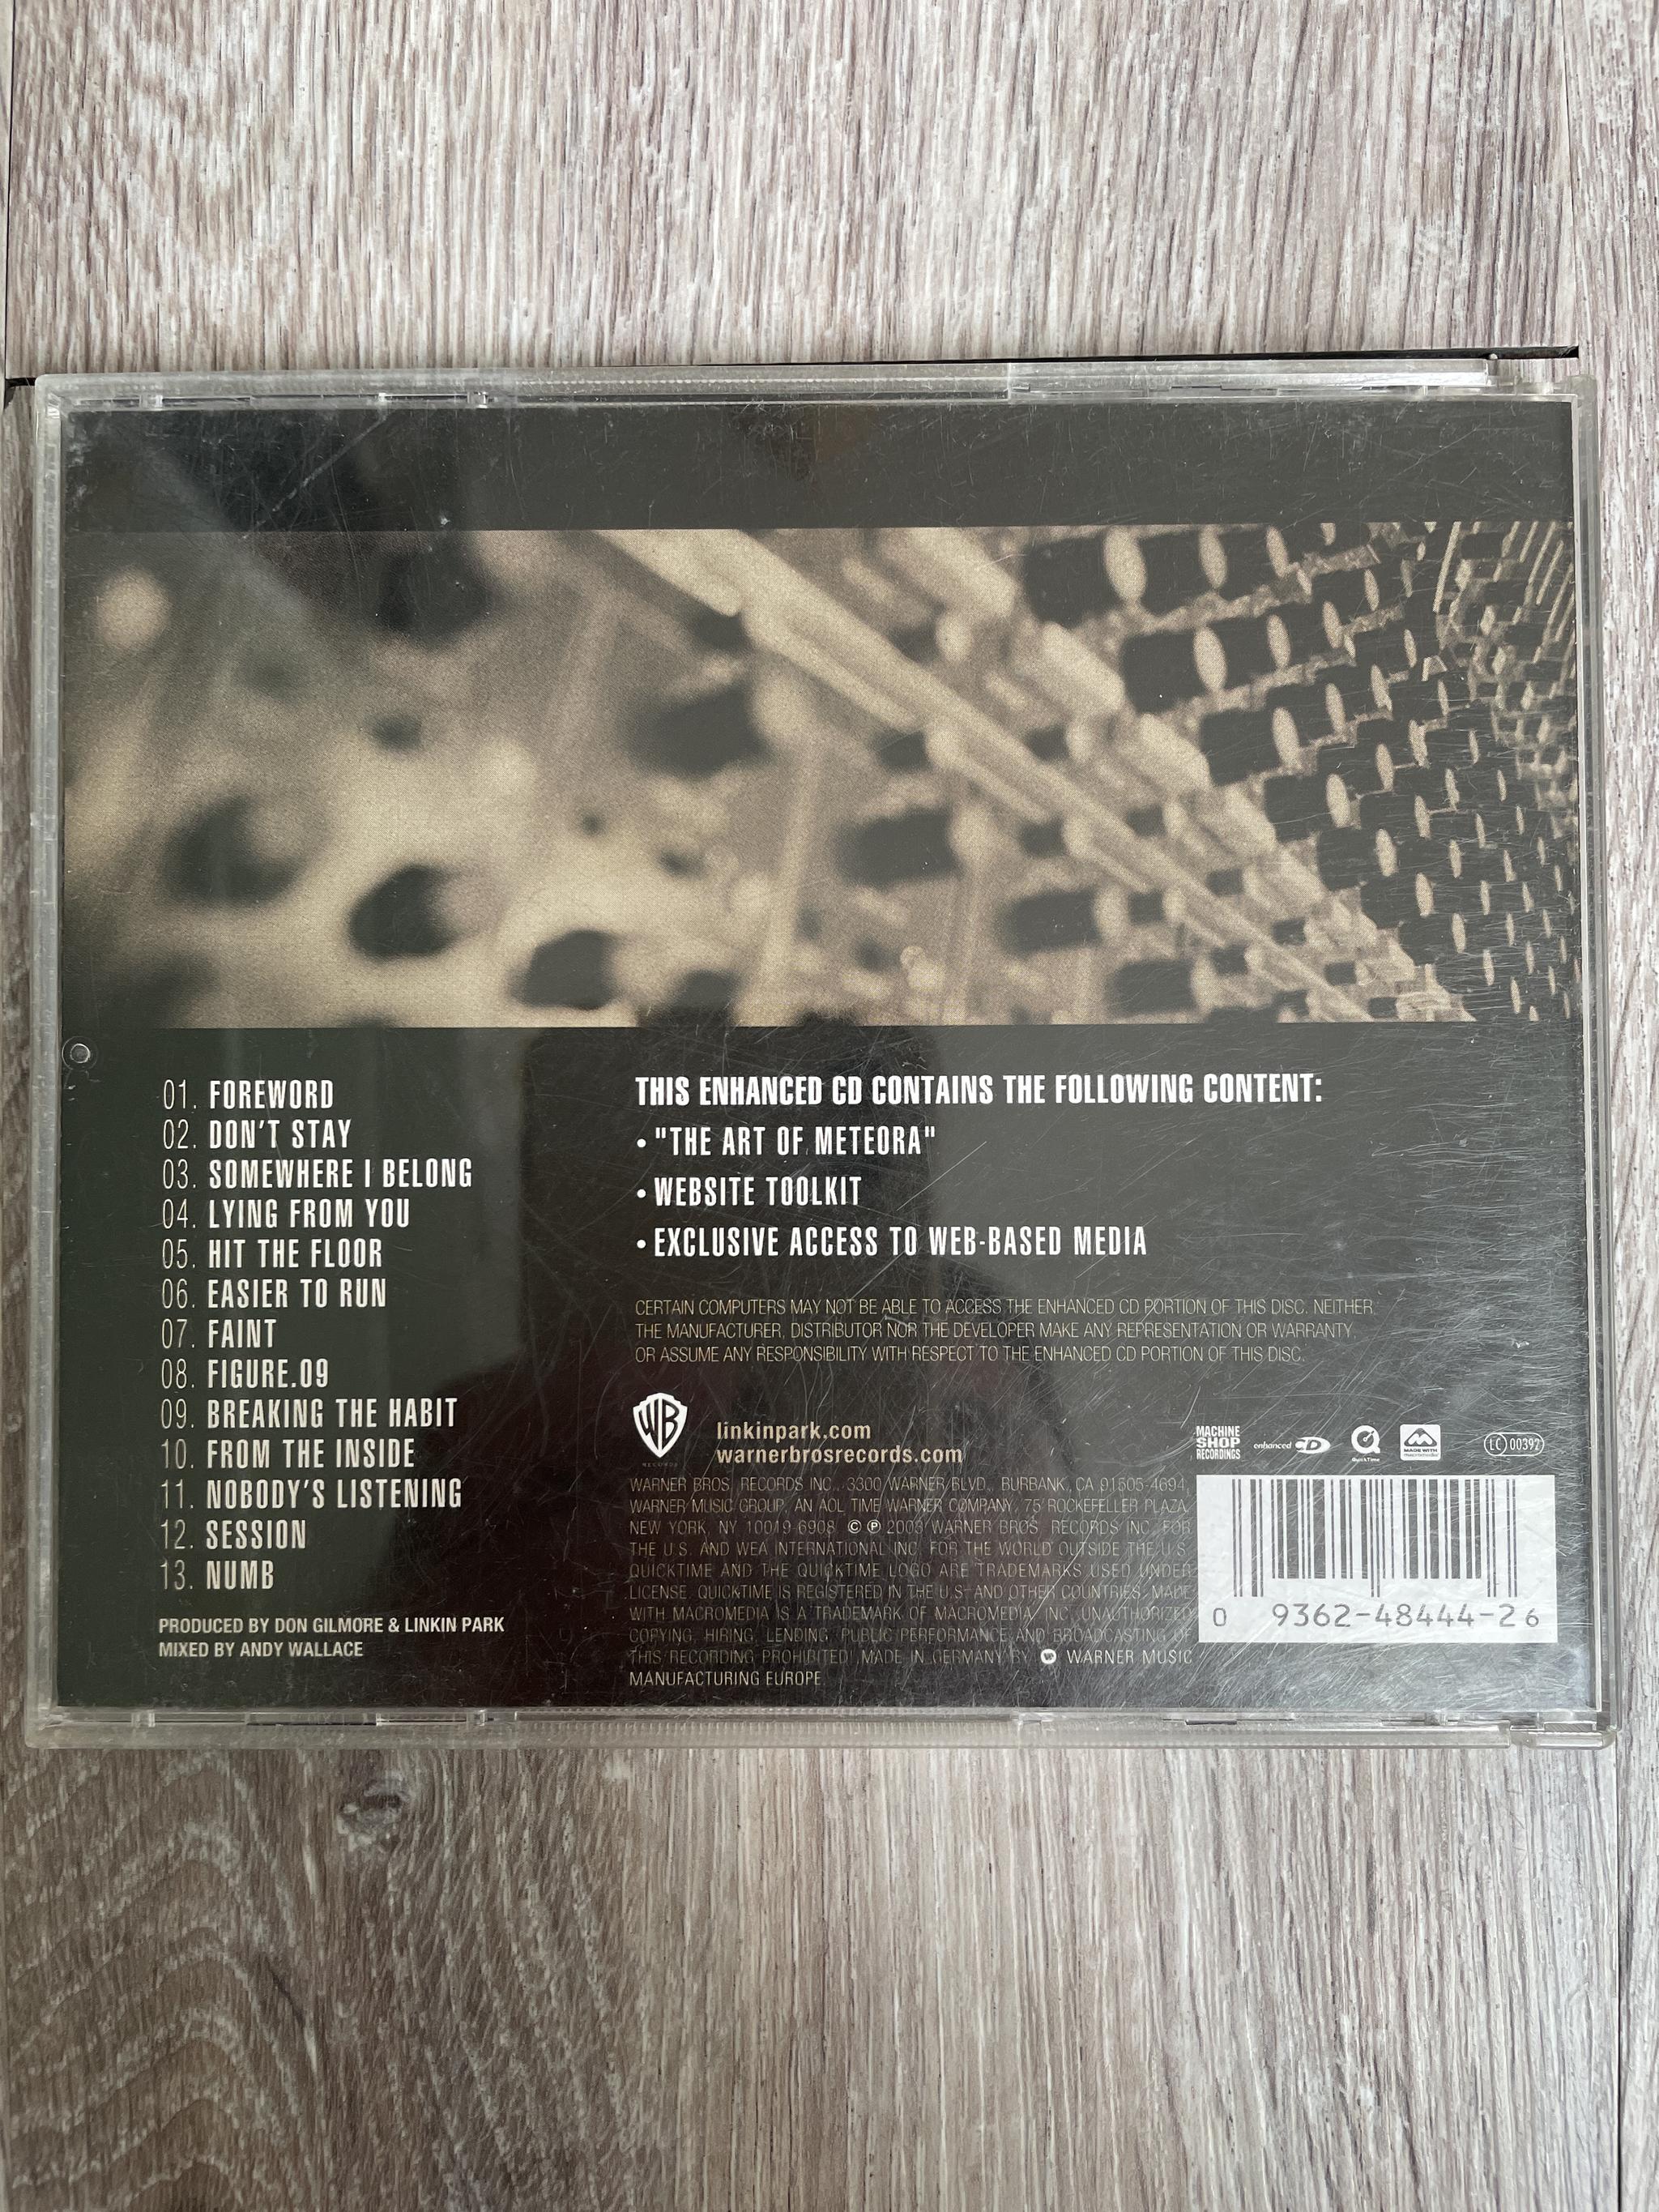 01. FOREWORD
02. DON'T STAY
03. SOMEWHERE I BELONG
04. LYING FROM YOU
05. HIT THE FLOOR
06. EASIER TO RUN
07. FAINT
08. FIGURE.09
09. BREAKING THE HABIT
10. FROM THE INSIDE
11. NOBODY'S LISTENING
12. SESSION
13. NUMB
PRODUCED BY DON GILMORE & LINKIN PARK
MIXED BY ANDY WALLACE
THIS ENHANCED CD CONTAINS THE FOLLOWING CONTENT:
• "THE ART OF METEORA"
• WEBSITE TOOLKIT
• EXCLUSIVE ACCESS TO WEB-BASED MEDIA
CERTAIN COMPUTERS MAY NOT BE ABLE TO ACCESS THE ENHANCED CD PORTION OF THIS DISC. NEITHER
THE MANUFACTURER, DISTRIBUTOR NOR THE DEVELOPER MAKE ANY REPRESENTATION OR WARRANTY,
OR ASSUME ANY RESPONSIBILITY WITH RESPECT TO THE ENHANCED CD PORTION OF THIS DISC.
WB
RECORDS
linkinpark.com
warnerbrosrecords.com
MACHINE
SHOP
RECORDINGS
enhanced CD
QuickTime
MADE WITH
macromedia
LC 00392
WARNER BROS. RECORDS INC., 3300 WARNER BLVD., BURBANK, CA 91505-4694,
WARNER MUSIC GROUP, AN AOL TIME WARNER COMPANY, 75 ROCKEFELLER PLAZA,
NEW YORK, NY 10019-6908. © ℗ 2003 WARNER BROS. RECORDS INC. FOR
THE U.S. AND WEA INTERNATIONAL INC. FOR THE WORLD OUTSIDE THE U.S.
QUICKTIME AND THE QUICKTIME LOGO ARE TRADEMARKS USED UNDER
LICENSE. QUICKTIME IS REGISTERED IN THE U.S. AND OTHER COUNTRIES. MADE
WITH MACROMEDIA IS A TRADEMARK OF MACROMEDIA, INC. UNAUTHORIZED
COPYING, HIRING, LENDING, PUBLIC PERFORMANCE AND BROADCASTING OF
THIS RECORDING PROHIBITED. MADE IN GERMANY BY WARNER MUSIC
MANUFACTURING EUROPE.
0 9362-48444-2 6